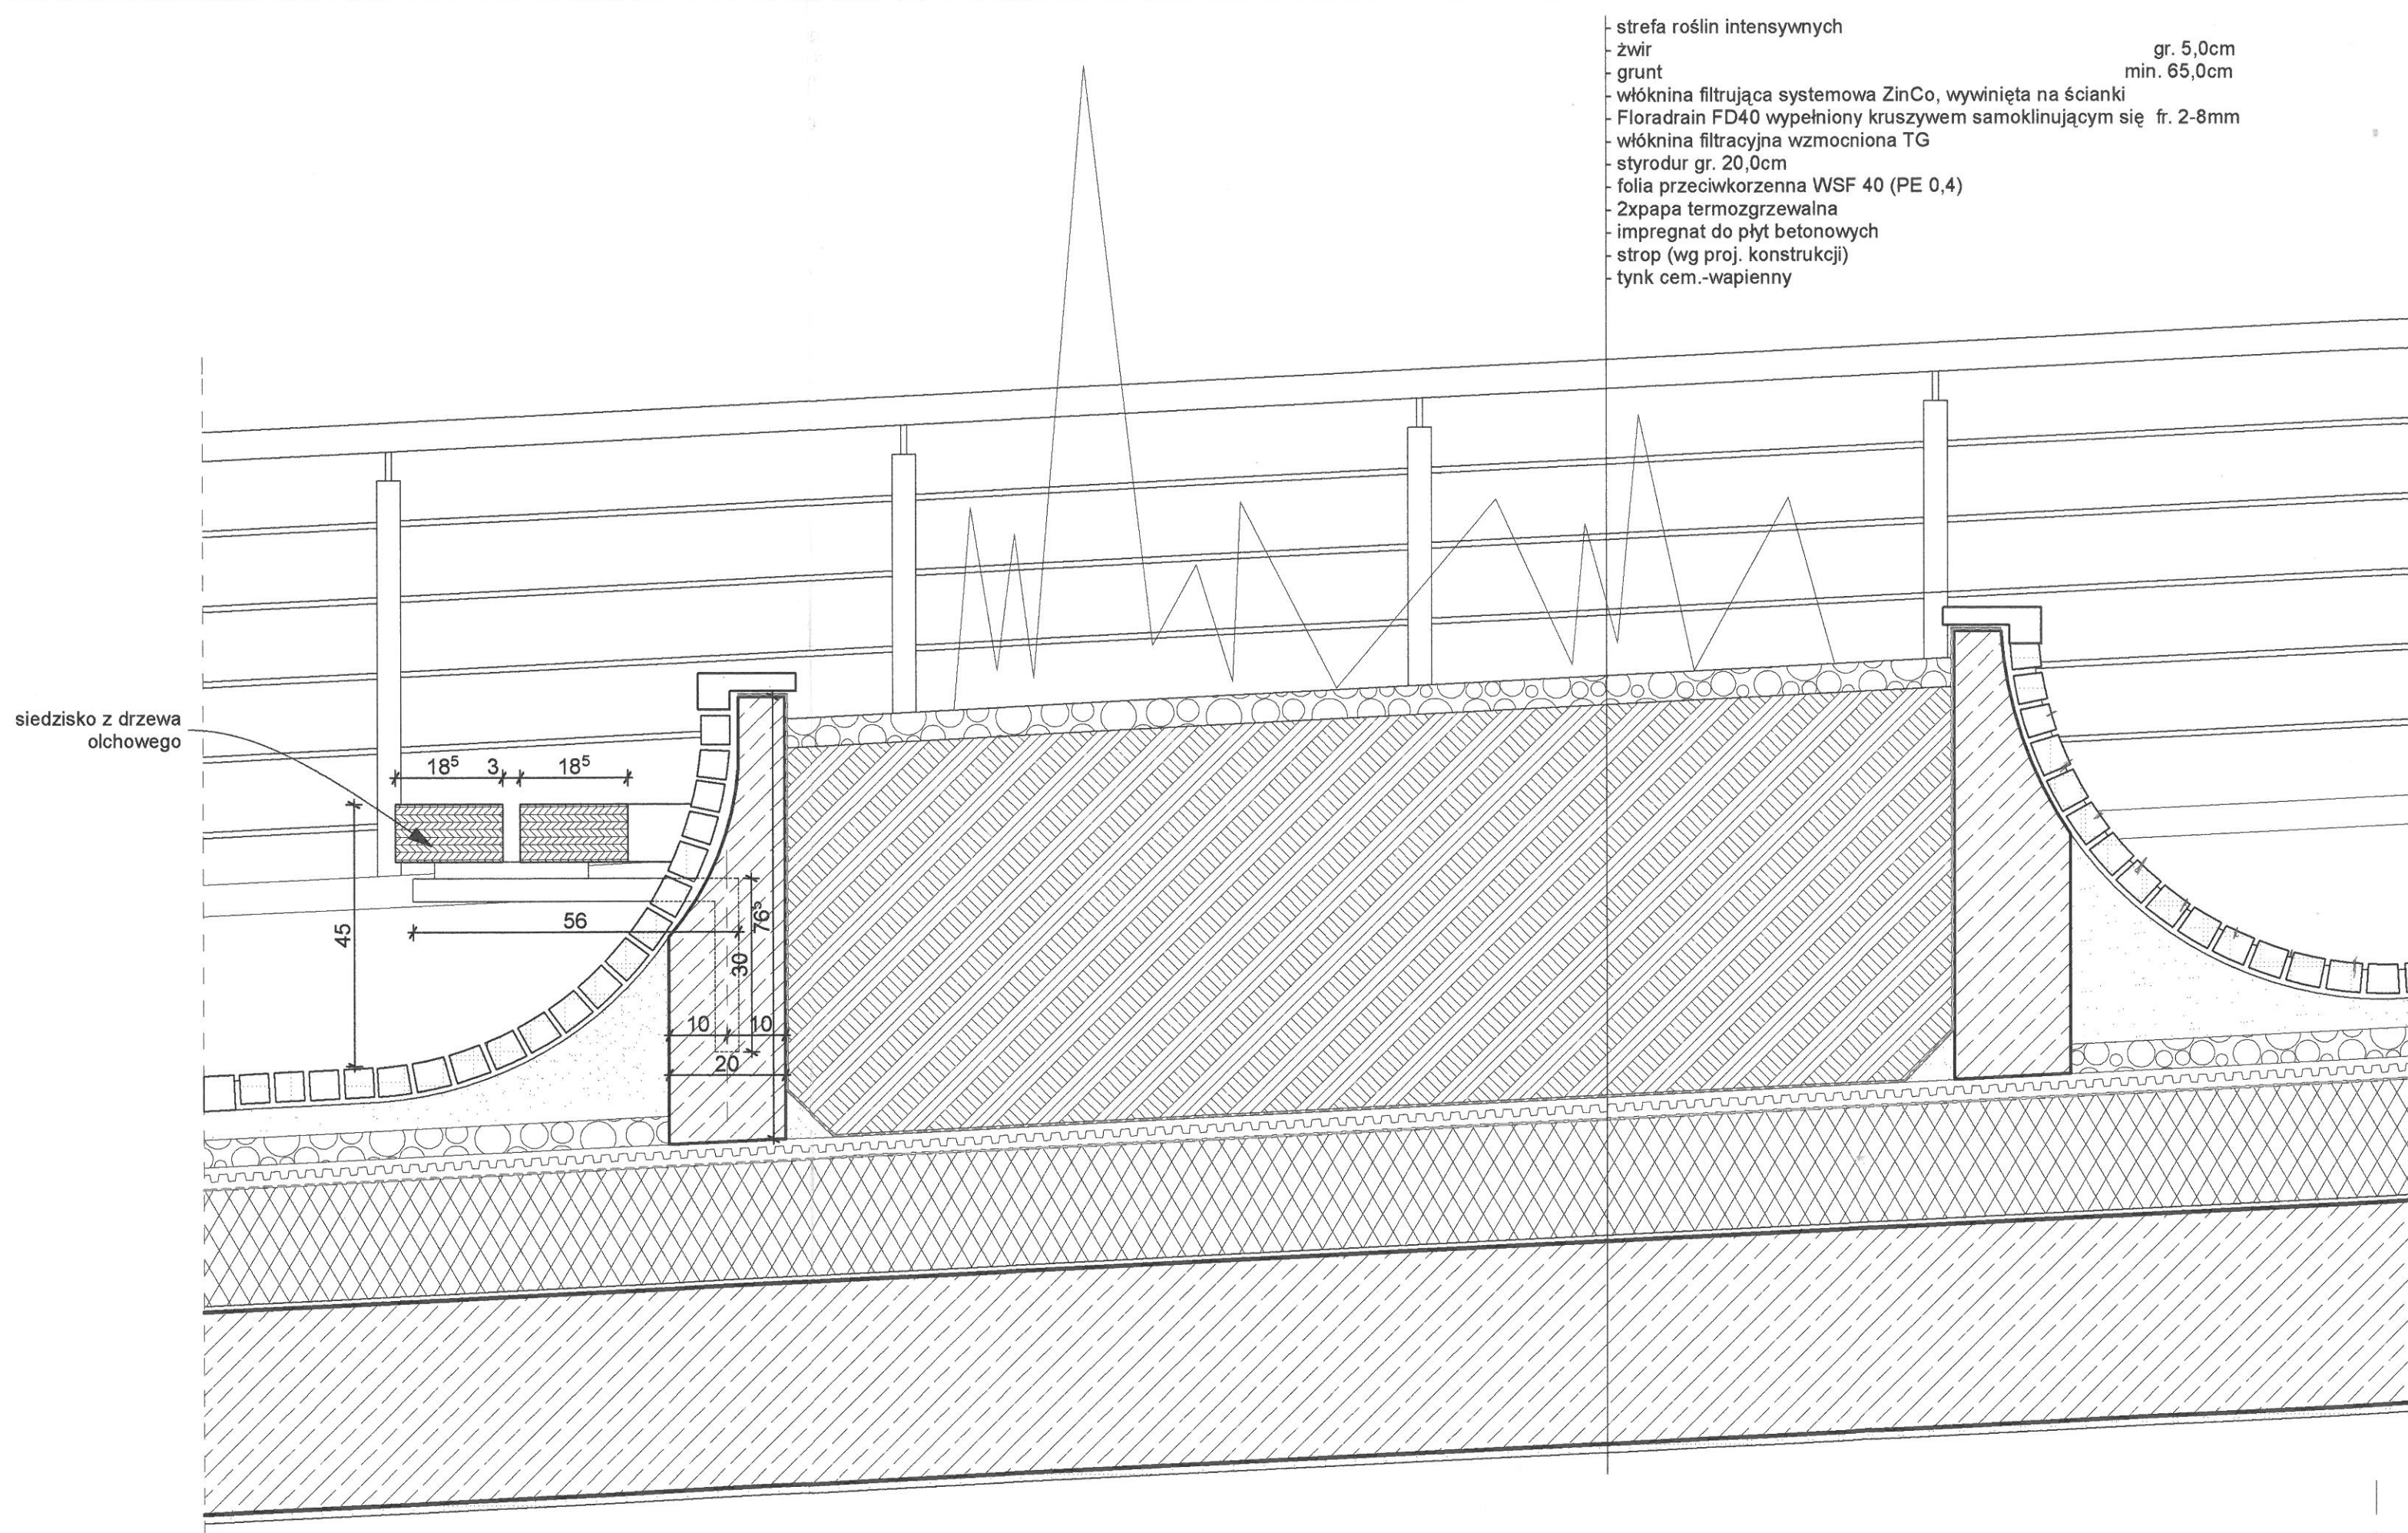 strefa roślin intensywnych
żwir gr. 5,0cm
grunt min. 65,0cm
włóknina filtrująca systemowa ZinCo, wywinięta na ścianki
Floradrain FD40 wypełniony kruszywem samoklinującym się fr. 2-8mm
włóknina filtracyjna wzmocniona TG
styrodur gr. 20,0cm
folia przeciwkorzenna WSF 40 (PE 0,4)
2xpapa termozgrzewalna
impregnat do płyt betonowych
strop (wg proj. konstrukcji)
tynk cem.-wapienny
siedzisko z drzewa
olchowego
18⁵ 3 18⁵
45
56
76⁵
30
10 10
20